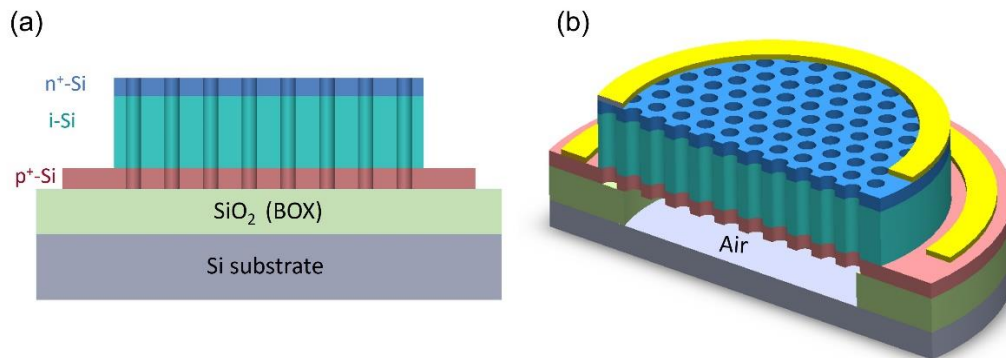 (a)
(b)
n⁺-Si
i-Si
p⁺-Si
SiO₂ (BOX)
Si substrate
Air